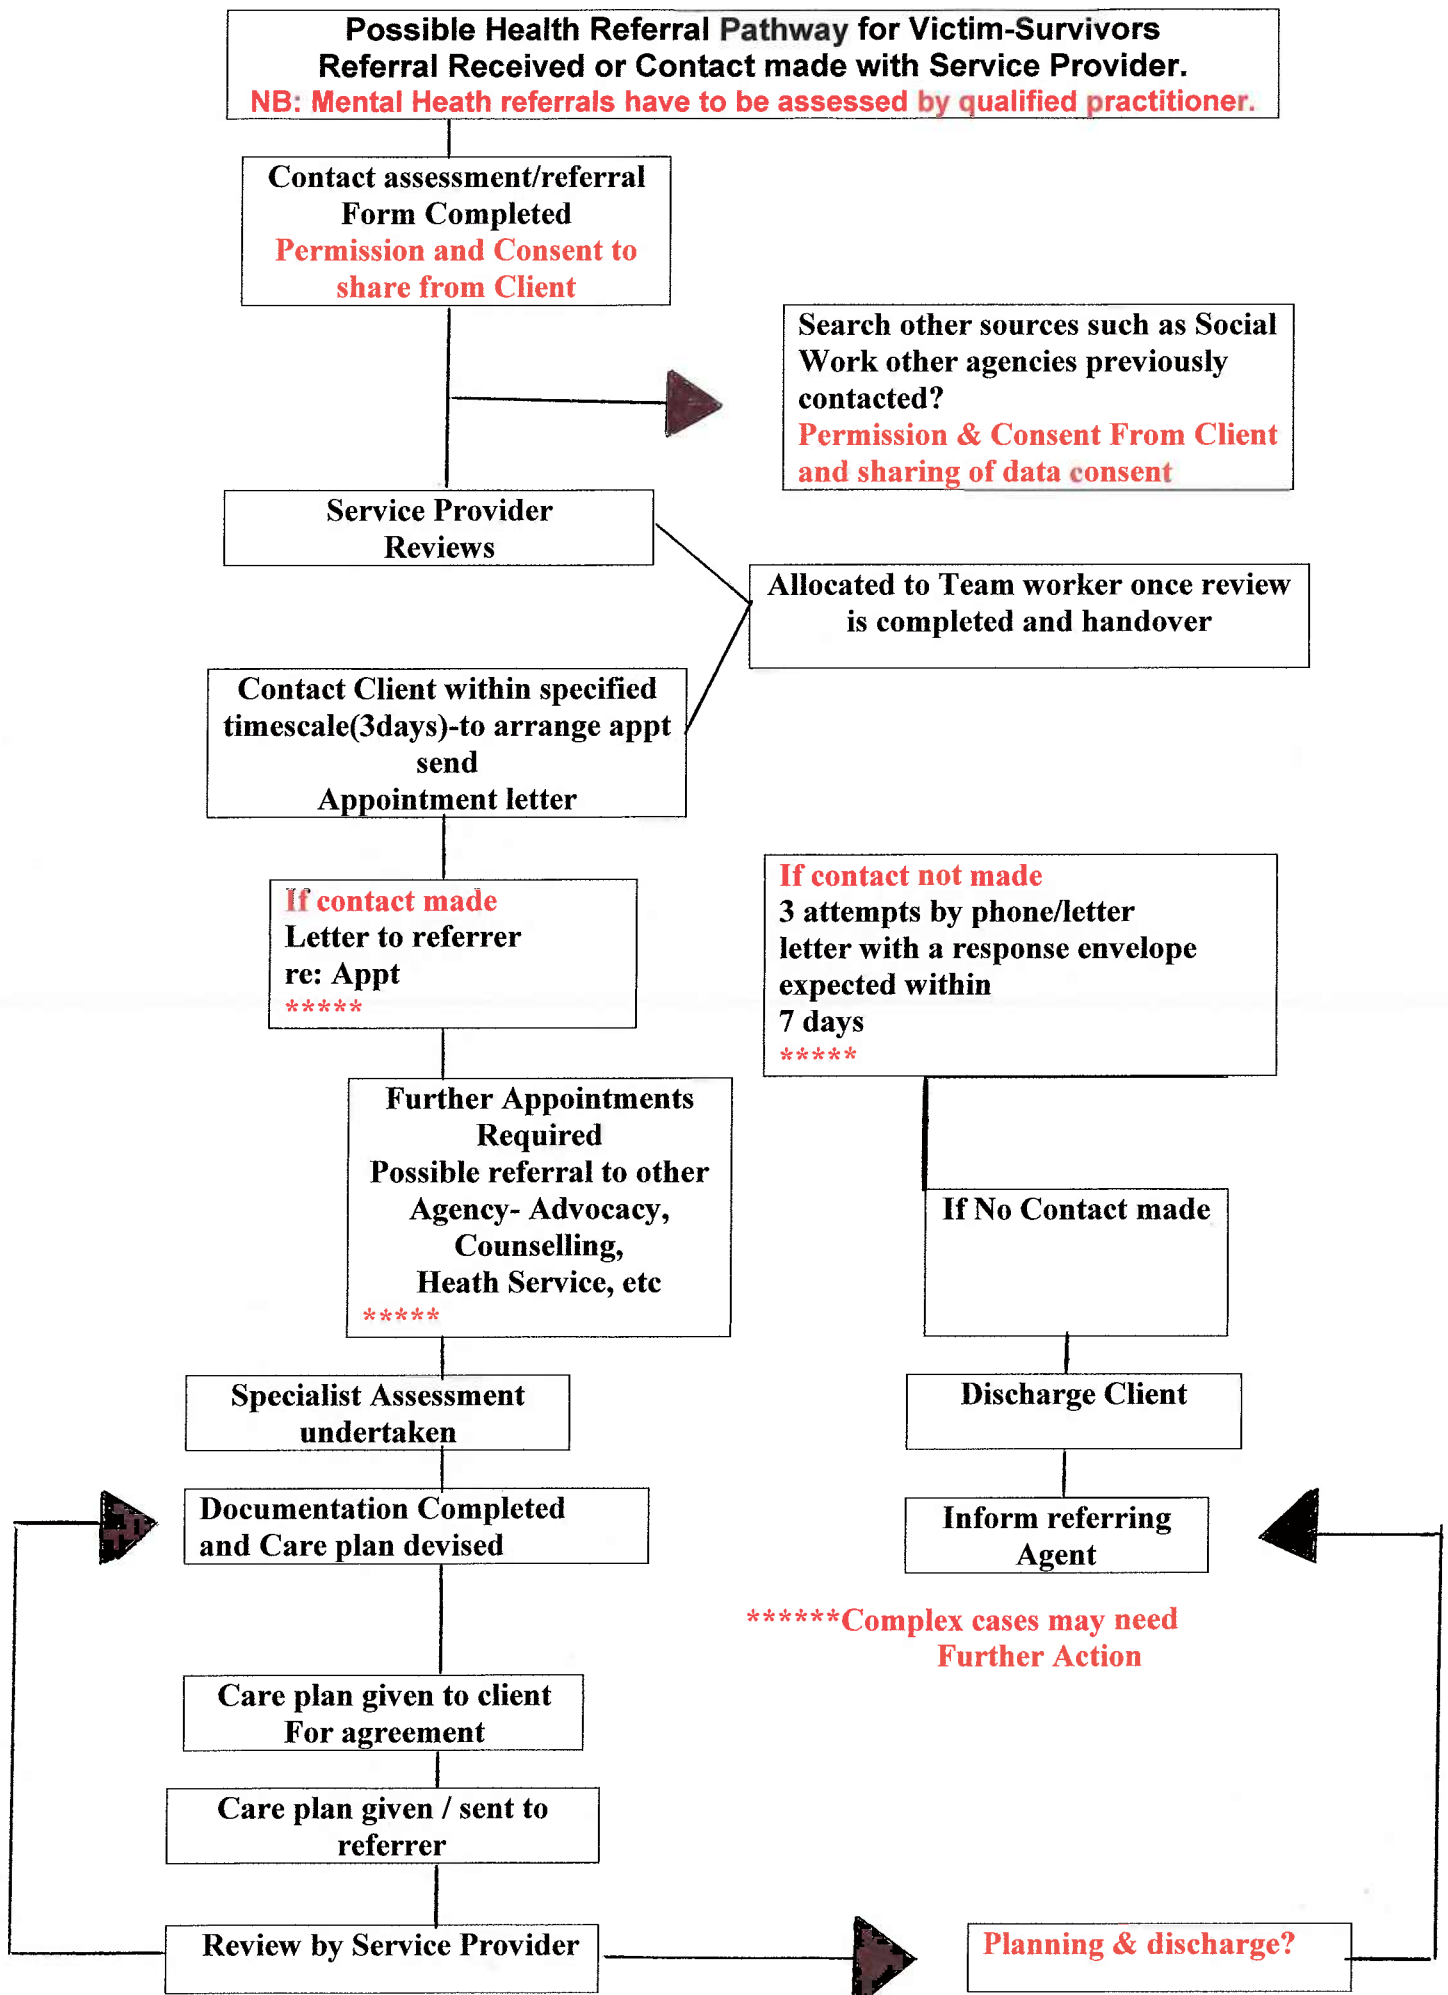 Possible Health Referral Pathway for Victim-Survivors
Referral Received or Contact made with Service Provider.
NB: Mental Heath referrals have to be assessed by qualified practitioner.
Contact assessment/referral
Form Completed
Permission and Consent to
share from Client
Search other sources such as Social
Work other agencies previously
contacted?
Permission & Consent From Client
and sharing of data consent
Service Provider
Reviews
Allocated to Team worker once review
is completed and handover
Contact Client within specified
timescale(3days)-to arrange appt
send
Appointment letter
If contact made
Letter to referrer
re: Appt
*****
If contact not made
3 attempts by phone/letter
letter with a response envelope
expected within
7 days
*****
Further Appointments
Required
Possible referral to other
Agency- Advocacy,
Counselling,
Heath Service, etc
*****
If No Contact made
Specialist Assessment
undertaken
Discharge Client
Documentation Completed
and Care plan devised
Inform referring
Agent
******Complex cases may need
Further Action
Care plan given to client
For agreement
Care plan given / sent to
referrer
Review by Service Provider
Planning & discharge?